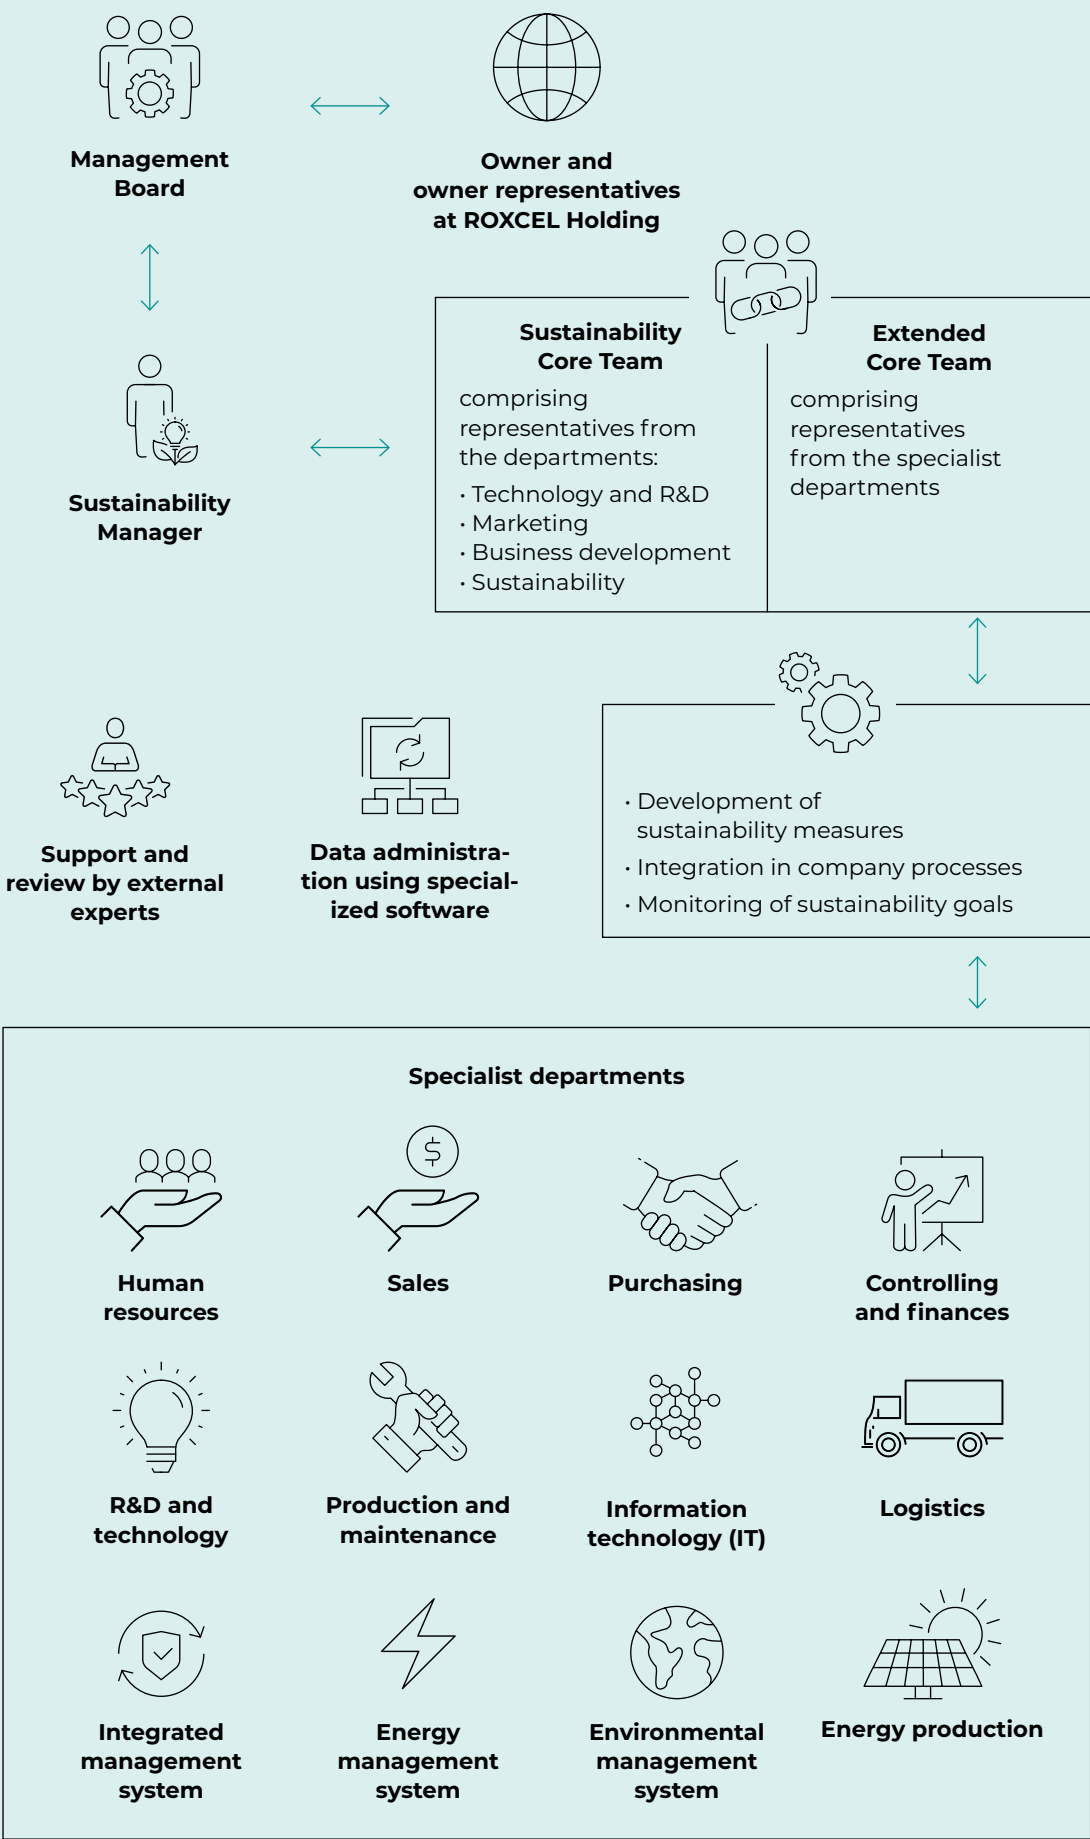 Management
Board
Owner and
owner representatives
at ROXCEL Holding
Sustainability
Manager
Sustainability
Core Team
comprising
representatives from
the departments:
· Technology and R&D
· Marketing
· Business development
· Sustainability
Extended
Core Team
comprising
representatives
from the specialist
departments
Support and
review by external
experts
Data administra-
tion using special-
ized software
· Development of
sustainability measures
· Integration in company processes
· Monitoring of sustainability goals
Specialist departments
$
Human
resources
Sales
Purchasing
Controlling
and finances
R&D and
technology
Production and
maintenance
Information
technology (IT)
Logistics
Integrated
management
system
Energy
management
system
Environmental
management
system
Energy production